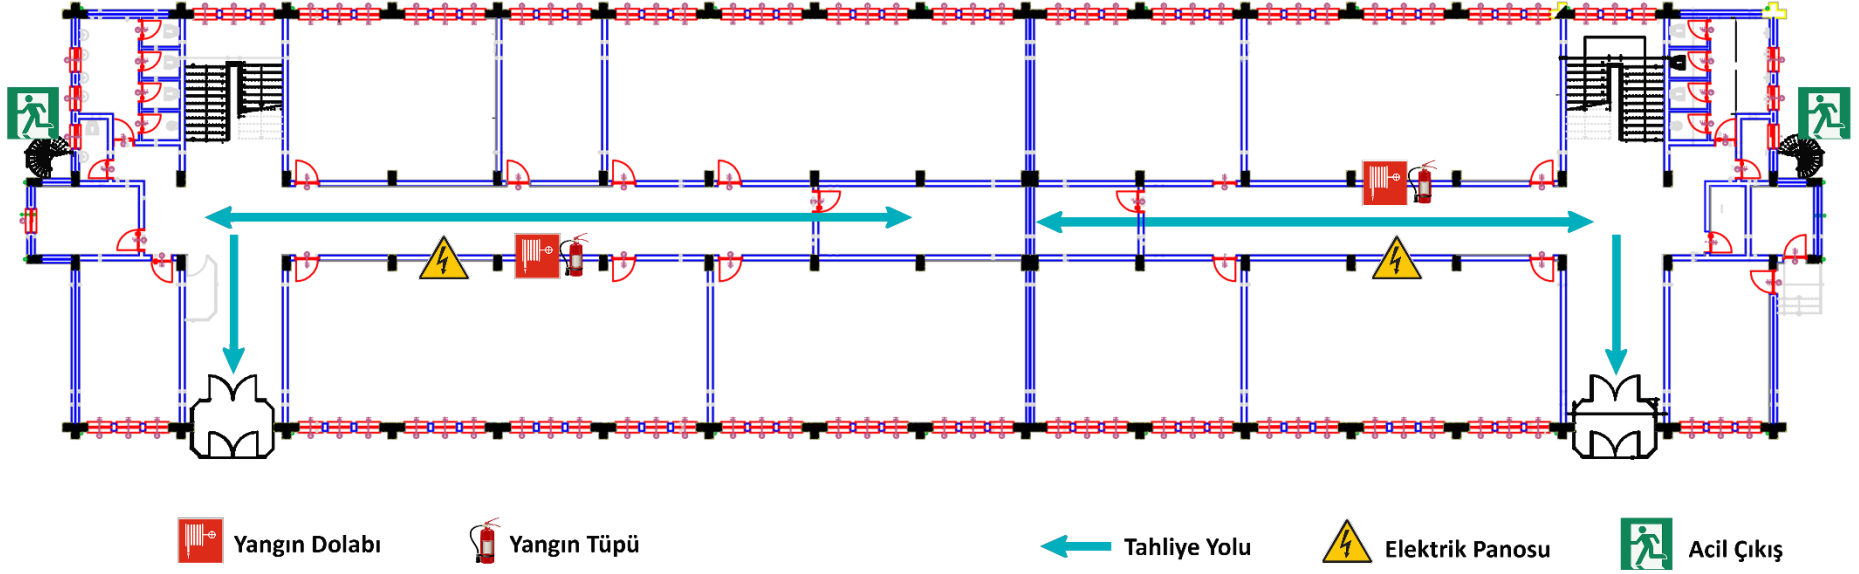 Yangın Dolabı
Yangın Tüpü
Tahliye Yolu
Elektrik Panosu
Acil Çıkış